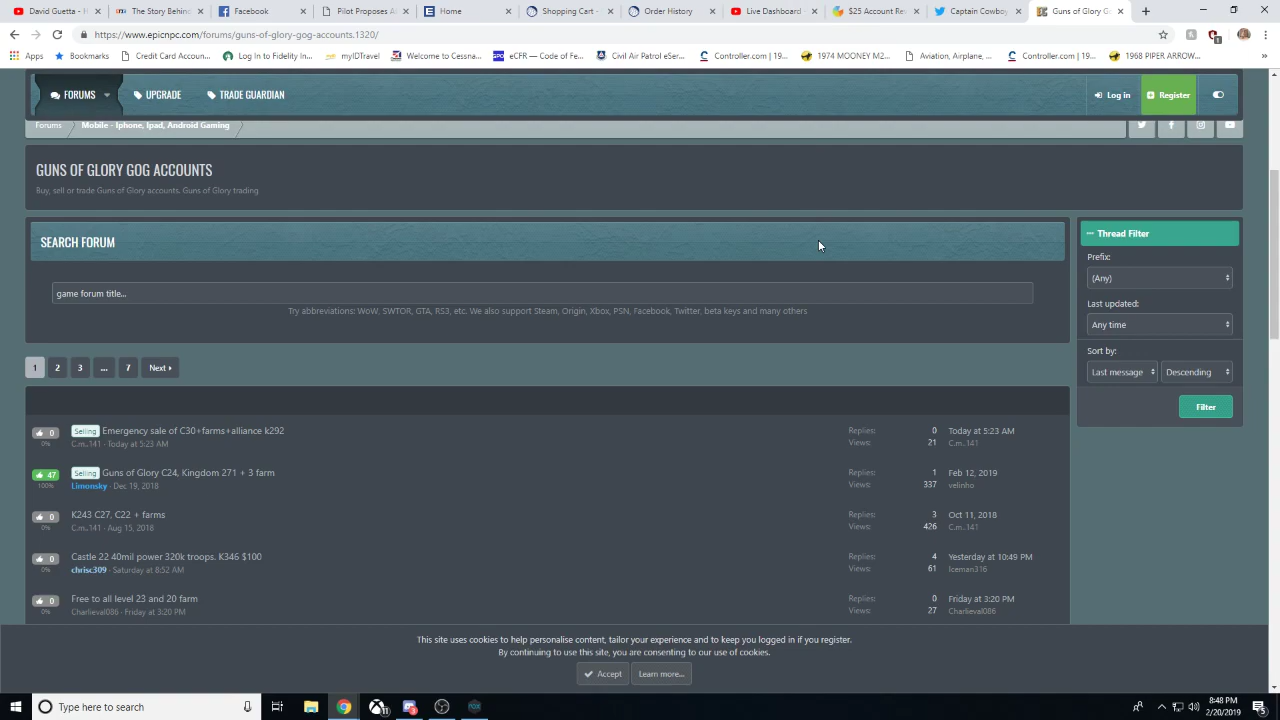 David Guetta -
The Story Behind
Facebook
Pilot Proposes A
Home
Shopping Cart -
Order History
Live Dashboard
$25 Account Re
Captain Cowboy
Guns of Glory Go
https://www.epicnpc.com/forums/guns-of-glory-gog-accounts.1320/
Apps
Bookmarks
Credit Card Accoun...
Log In to Fidelity In...
myIDTravel
Welcome to Cessna...
eCFR — Code of Fe...
Civil Air Patrol eSer...
Controller.com | 19...
1974 MOONEY M2...
Aviation, Airplane, ...
Controller.com | 19...
1968 PIPER ARROW...
FORUMS
UPGRADE
TRADE GUARDIAN
Log in
Register
Forums
Mobile - Iphone, Ipad, Android Gaming
GUNS OF GLORY GOG ACCOUNTS
Buy, sell or trade Guns of Glory accounts. Guns of Glory trading
SEARCH FORUM
game forum title...
Try abbreviations: WoW, SWTOR, GTA, RS3, etc. We also support Steam, Origin, Xbox, PSN, Facebook, Twitter, beta keys and many others
Thread Filter
Prefix:
(Any)
Last updated:
Any time
Sort by:
Last message
Descending
Filter
1 2 3 ... 7 Next
0
0%
Selling Emergency sale of C30+farms+alliance k292
C.m..141 · Today at 5:23 AM
Replies: 0
Views: 21
Today at 5:23 AM
C.m..141
47
100%
Selling Guns of Glory C24, Kingdom 271 + 3 farm
Limonsky · Dec 19, 2018
Replies: 1
Views: 337
Feb 12, 2019
velinho
0
0%
K243 C27, C22 + farms
C.m..141 · Aug 15, 2018
Replies: 3
Views: 426
Oct 11, 2018
C.m..141
0
0%
Castle 22 40mil power 320k troops. K346 $100
chrisc309 · Saturday at 8:52 AM
Replies: 4
Views: 61
Yesterday at 10:49 PM
Iceman316
0
0%
Free to all level 23 and 20 farm
Charlieval086 · Friday at 3:20 PM
Replies: 0
Views: 27
Friday at 3:20 PM
Charlieval086
This site uses cookies to help personalise content, tailor your experience and to keep you logged in if you register.
By continuing to use this site, you are consenting to our use of cookies.
Accept
Learn more...
Type here to search
8:48 PM
2/20/2019